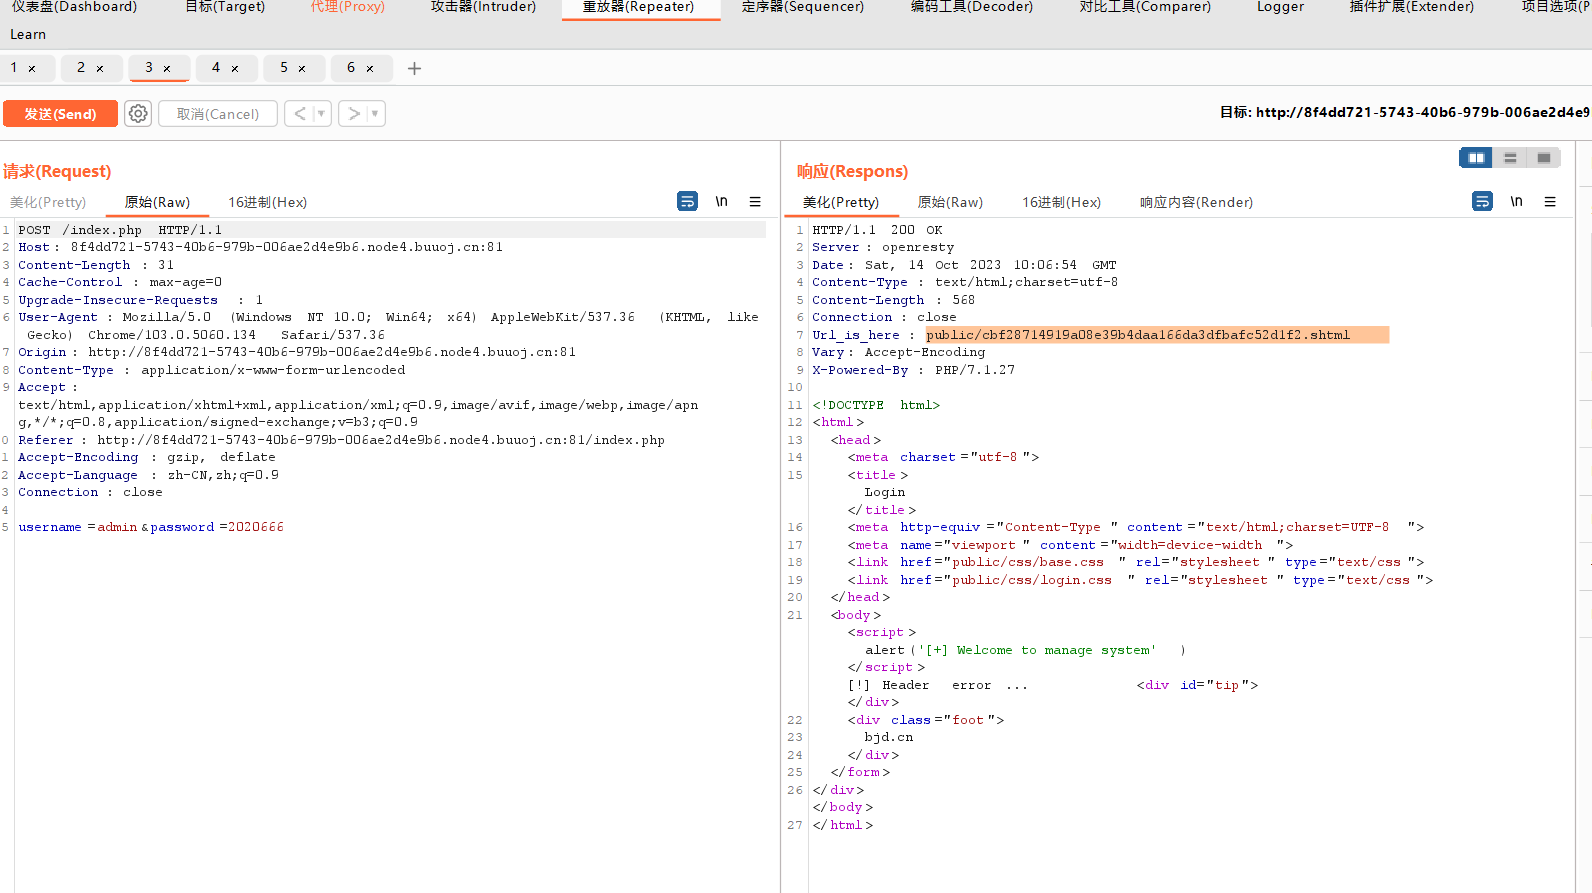 仪表盘(Dashboard) 目标(Target) 代理(Proxy) 攻击器(Intruder) 重放器(Repeater) 定序器(Sequencer) 编码工具(Decoder) 对比工具(Comparer) Logger 插件扩展(Extender) 项目选项(P
Learn
1 × 2 × 3 × 4 × 5 × 6 × +
发送(Send) 取消(Cancel) < ▼ > ▼ 目标: http://8f4dd721-5743-40b6-979b-006ae2d4e9
请求(Request)
美化(Pretty) 原始(Raw) 16进制(Hex) \n
1 POST /index.php HTTP/1.1
2 Host: 8f4dd721-5743-40b6-979b-006ae2d4e9b6.node4.buuoj.cn:81
3 Content-Length : 31
4 Cache-Control : max-age=0
5 Upgrade-Insecure-Requests : 1
6 User-Agent : Mozilla/5.0 (Windows NT 10.0; Win64; x64) AppleWebKit/537.36 (KHTML, like
Gecko) Chrome/103.0.5060.134 Safari/537.36
7 Origin : http://8f4dd721-5743-40b6-979b-006ae2d4e9b6.node4.buuoj.cn:81
8 Content-Type : application/x-www-form-urlencoded
9 Accept :
text/html,application/xhtml+xml,application/xml;q=0.9,image/avif,image/webp,image/apn
g,*/*;q=0.8,application/signed-exchange;v=b3;q=0.9
0 Referer : http://8f4dd721-5743-40b6-979b-006ae2d4e9b6.node4.buuoj.cn:81/index.php
1 Accept-Encoding : gzip, deflate
2 Accept-Language : zh-CN,zh;q=0.9
3 Connection : close
4
5 username =admin &password =2020666
响应(Respons)
美化(Pretty) 原始(Raw) 16进制(Hex) 响应内容(Render) \n
1 HTTP/1.1 200 OK
2 Server : openresty
3 Date: Sat, 14 Oct 2023 10:06:54 GMT
4 Content-Type : text/html;charset=utf-8
5 Content-Length : 568
6 Connection : close
7 Url_is_here : public/cbf28714919a08e39b4daa166da3dfbafc52d1f2.shtml
8 Vary: Accept-Encoding
9 X-Powered-By : PHP/7.1.27
10
11 <!DOCTYPE html>
12 <html>
13 <head>
14 <meta charset ="utf-8 ">
15 <title >
Login
</title>
16 <meta http-equiv ="Content-Type " content ="text/html;charset=UTF-8 ">
17 <meta name="viewport " content ="width=device-width ">
18 <link href="public/css/base.css " rel="stylesheet " type="text/css ">
19 <link href="public/css/login.css " rel="stylesheet " type="text/css ">
20 </head>
21 <body>
<script >
alert ('[+] Welcome to manage system' )
</script >
[!] Header error ... <div id="tip">
</div>
22 <div class="foot">
23 bjd.cn
24 </div>
25 </form>
26 </div>
</body>
27 </html>